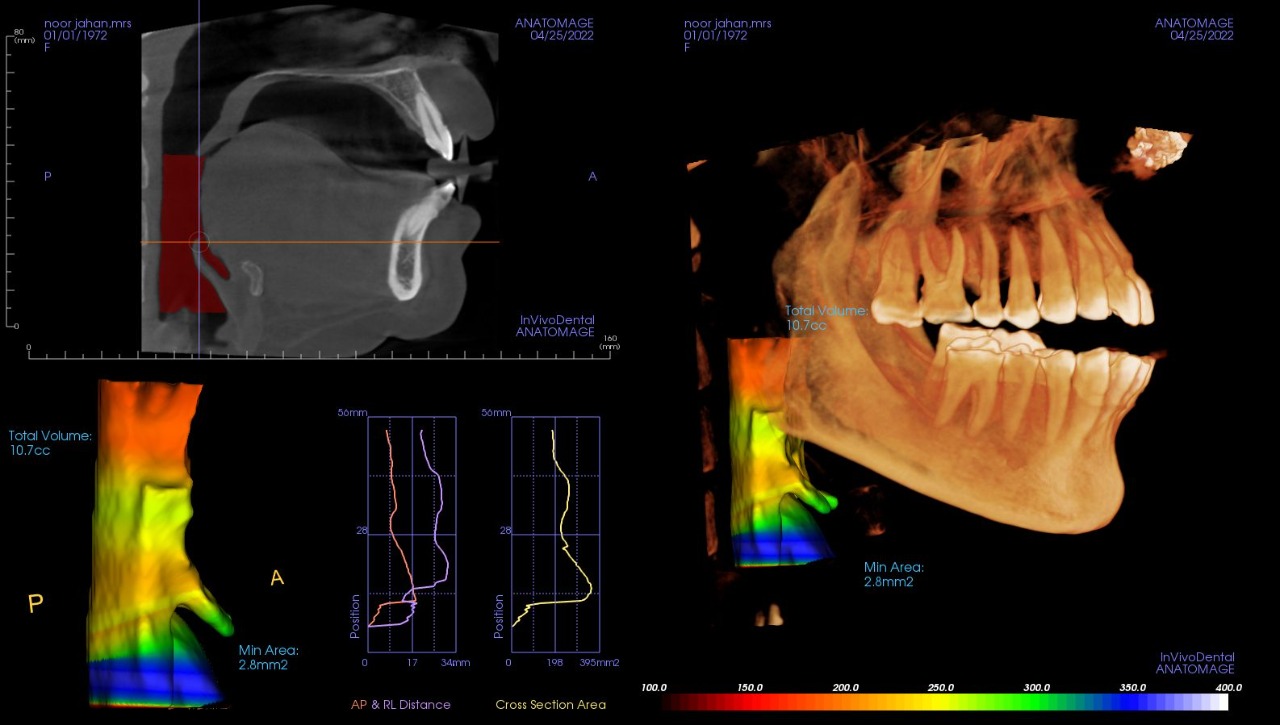 noor jahan,mrs
01/01/1972
F
ANATOMAGE
04/25/2022
80
(mm)
P
A
0
InVivoDental
ANATOMAGE
0
160
(mm)
Total Volume:
10.7cc
P
A
Min Area:
2.8mm2
56mm
28
Position
0
17
34mm
AP & RL Distance
56mm
28
Position
0
198
395mm2
Cross Section Area
noor jahan,mrs
01/01/1972
F
ANATOMAGE
04/25/2022
Total Volume:
10.7cc
Min Area:
2.8mm2
InVivoDental
ANATOMAGE
100.0
150.0
200.0
250.0
300.0
350.0
400.0